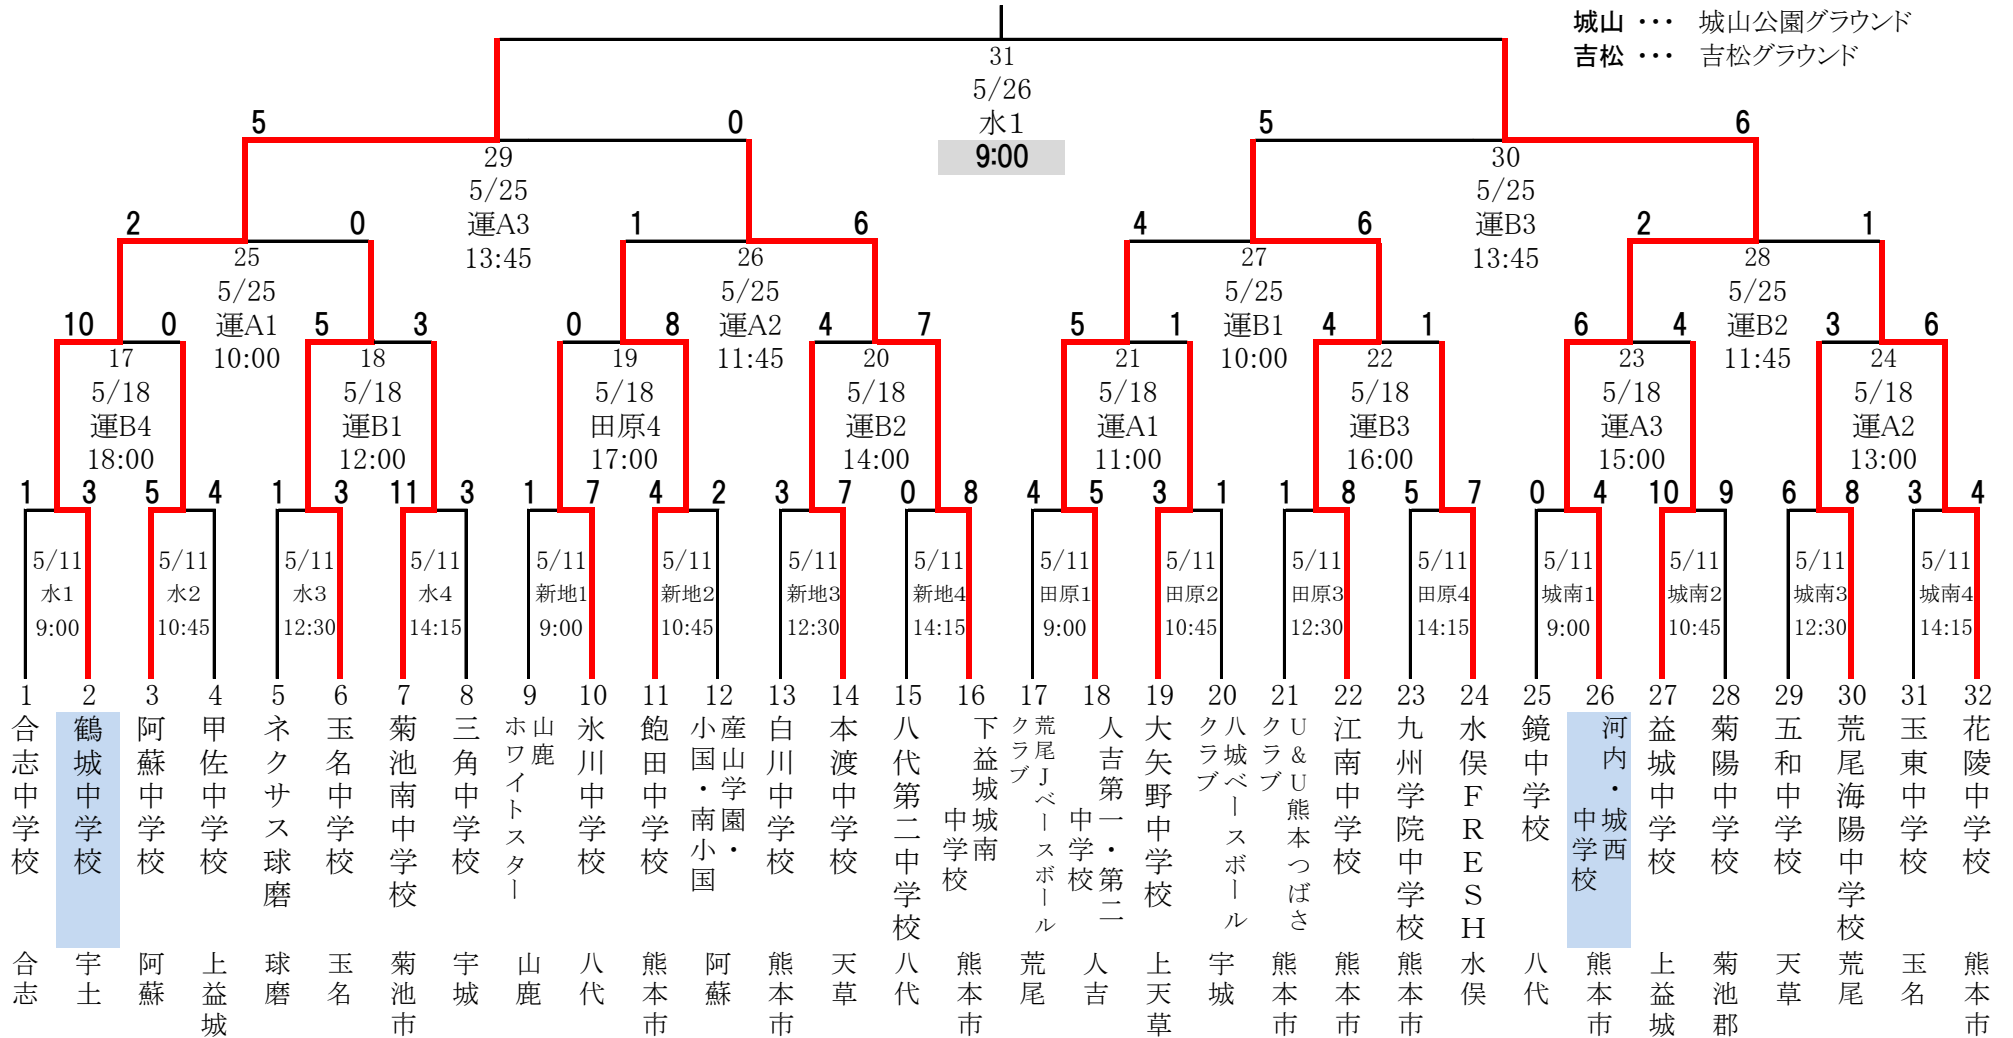 城山 ・・・ 城山公園グラウンド
吉松 ・・・ 吉松グラウンド
31
5/26
水1
9:00
5 0 5 6
29 30
5/25 5/25
運A3 運B3
13:45 13:45
2 0 1 6 4 6 2 1
25 26 27 28
5/25 5/25 5/25 5/25
運A1 運A2 運B1 運B2
10:00 11:45 10:00 11:45
10 0 5 3 0 8 4 7 5 1 4 1 6 4 3 6
17 18 19 20 21 22 23 24
5/18 5/18 5/18 5/18 5/18 5/18 5/18 5/18
運B4 運B1 田原4 運B2 運A1 運B3 運A3 運A2
18:00 12:00 17:00 14:00 11:00 16:00 15:00 13:00
1 3 5 4 1 3 11 3 1 7 4 2 3 7 0 8 4 5 3 1 1 8 5 7 0 4 10 9 6 8 3 4
5/11 5/11 5/11 5/11 5/11 5/11 5/11 5/11 5/11 5/11 5/11 5/11 5/11 5/11 5/11 5/11
水1 水2 水3 水4 新地1 新地2 新地3 新地4 田原1 田原2 田原3 田原4 城南1 城南2 城南3 城南4
9:00 10:45 12:30 14:15 9:00 10:45 12:30 14:15 9:00 10:45 12:30 14:15 9:00 10:45 12:30 14:15
1 2 3 4 5 6 7 8 9 10 11 12 13 14 15 16 17 18 19 20 21 22 23 24 25 26 27 28 29 30 31 32
合志中学校
鶴城中学校
阿蘇中学校
甲佐中学校
ネクサス球磨
玉名中学校
菊池南中学校
三角中学校
山鹿
ホワイトスター
氷川中学校
飽田中学校
産山学園・
小国・南小国
白川中学校
本渡中学校
八代第二中学校
下益城城南
中学校
荒尾Jベースボール
クラブ
人吉第一・第二
中学校
大矢野中学校
八城ベースボール
クラブ
U&U熊本つばさ
クラブ
江南中学校
九州学院中学校
水俣FRESH
鏡中学校
河内・城西
中学校
益城中学校
菊陽中学校
五和中学校
荒尾海陽中学校
玉東中学校
花陵中学校
合志
宇土
阿蘇
上益城
球磨
玉名
菊池市
宇城
山鹿
八代
熊本市
阿蘇
熊本市
天草
八代
熊本市
荒尾
人吉
上天草
宇城
熊本市
熊本市
熊本市
水俣
八代
熊本市
上益城
菊池郡
天草
荒尾
玉名
熊本市